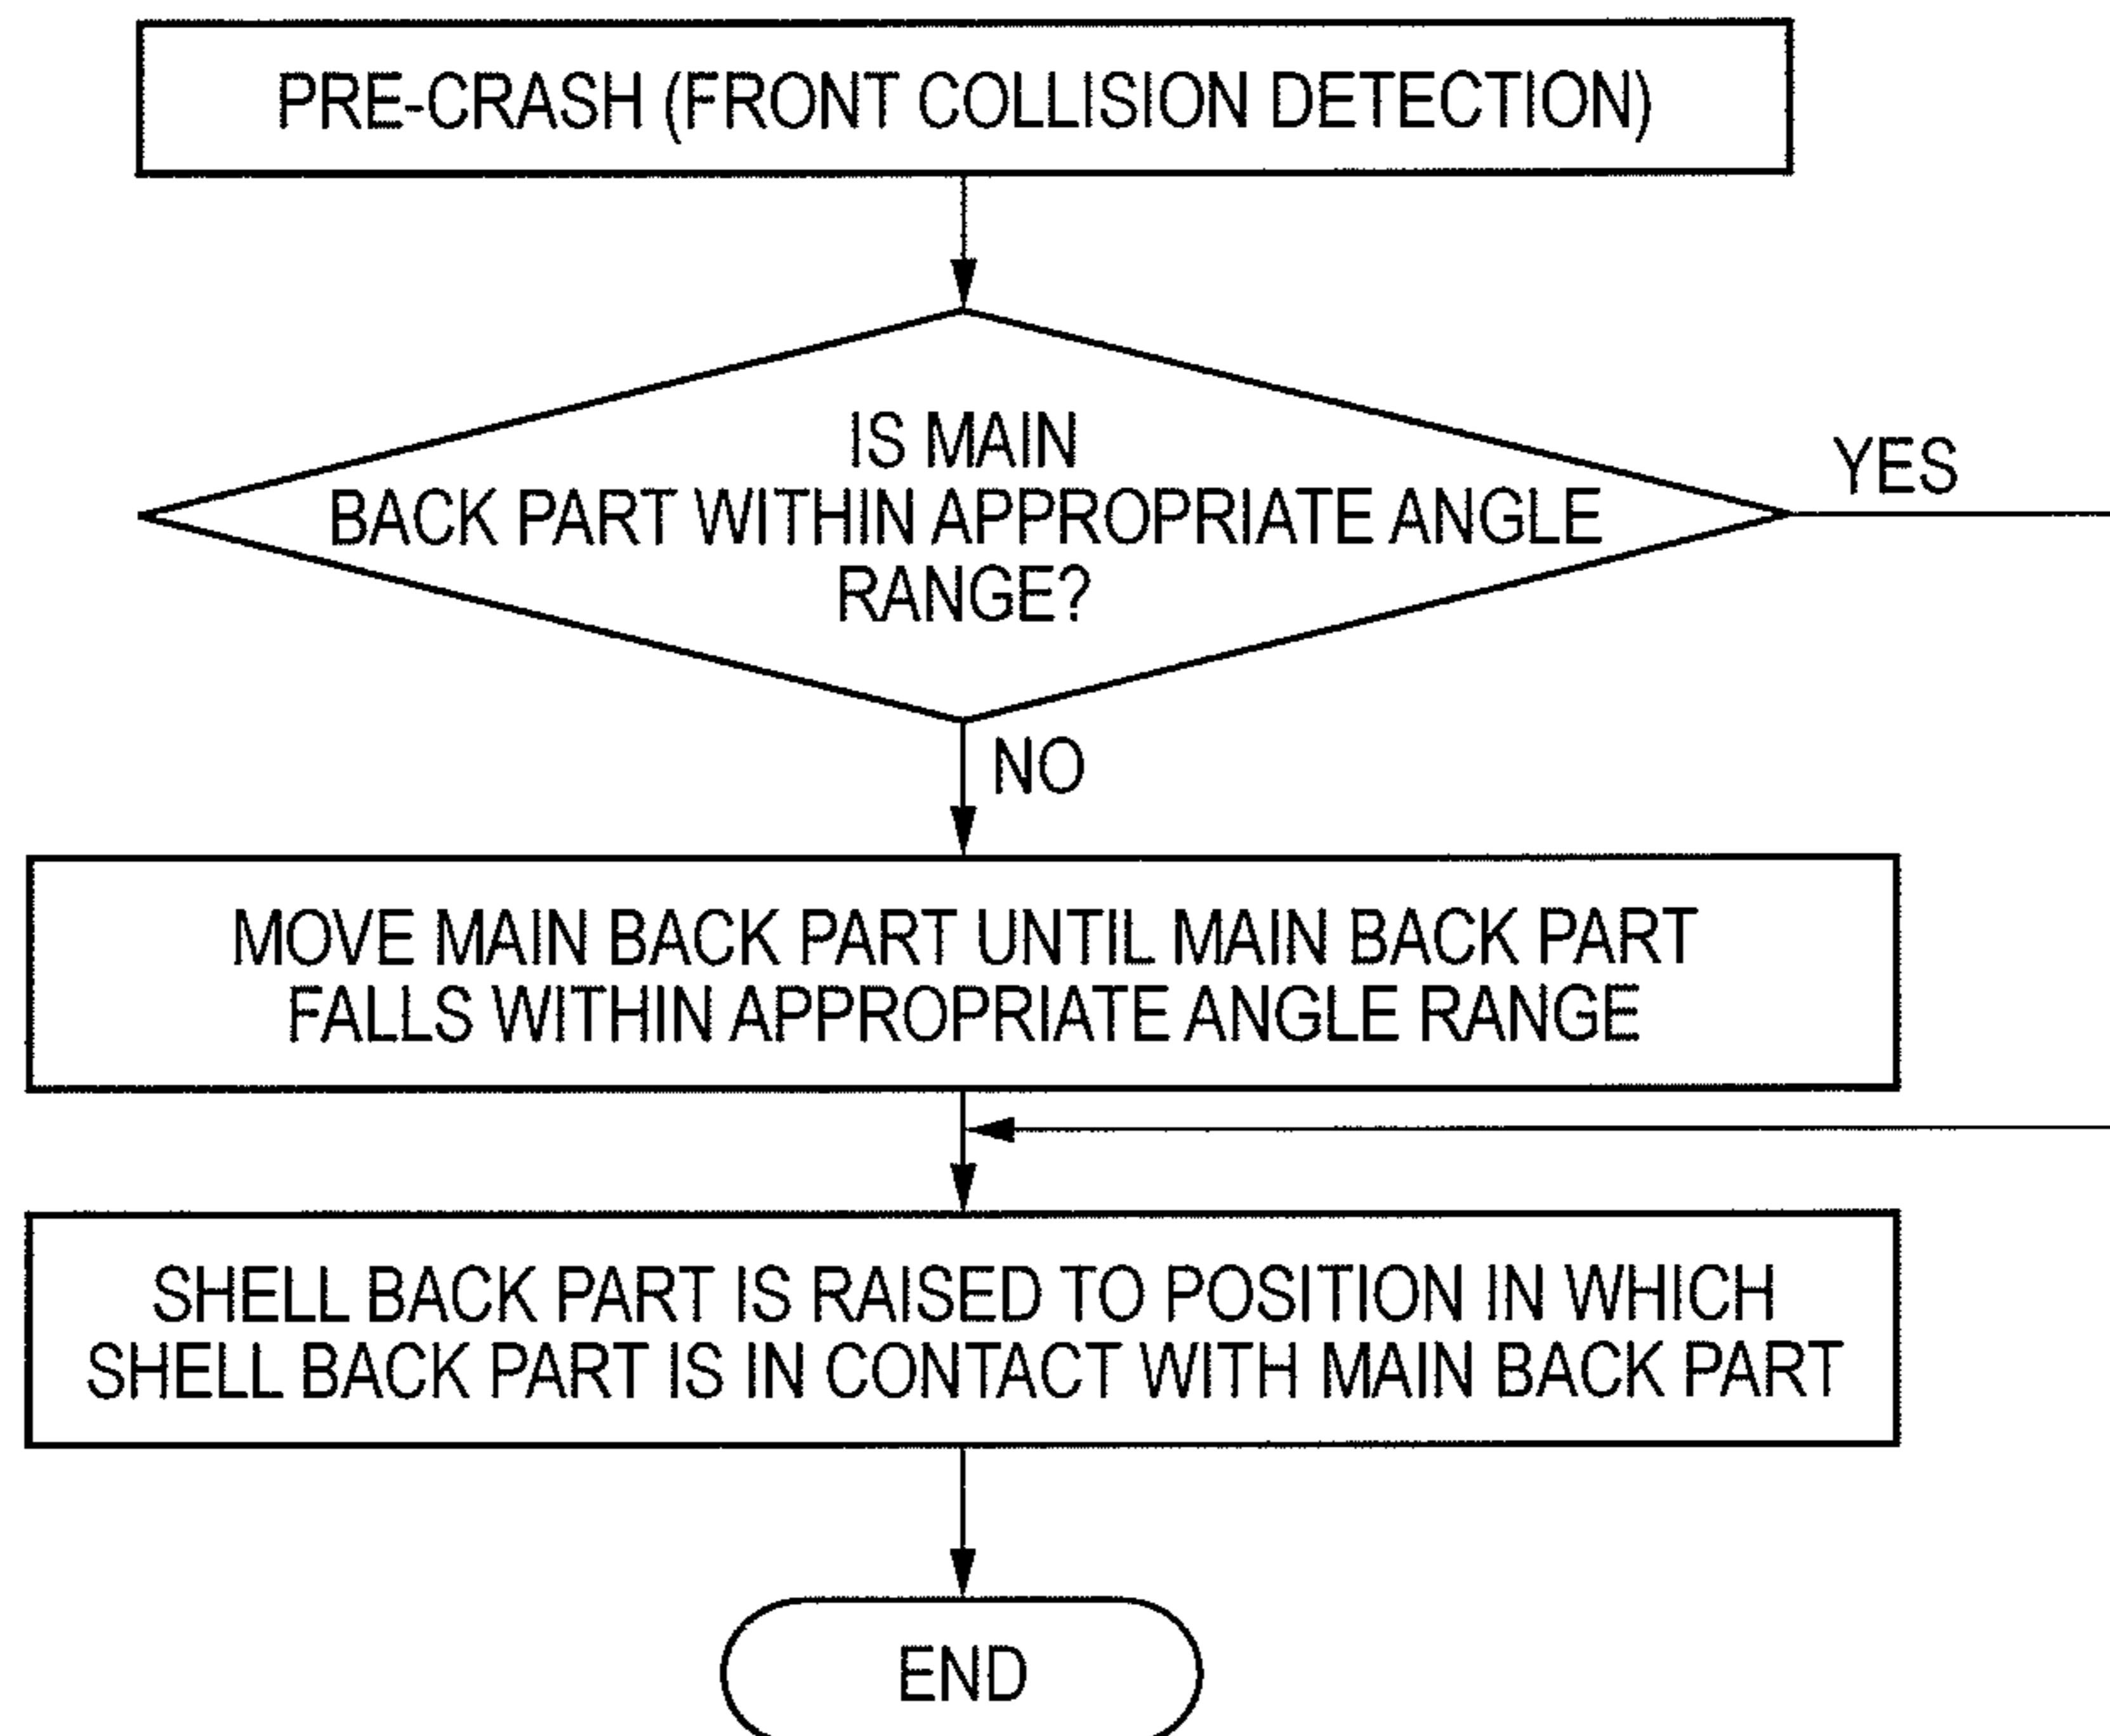 PRE-CRASH (FRONT COLLISION DETECTION)
IS MAIN
BACK PART WITHIN APPROPRIATE ANGLE
RANGE?
YES
NO
MOVE MAIN BACK PART UNTIL MAIN BACK PART
FALLS WITHIN APPROPRIATE ANGLE RANGE
SHELL BACK PART IS RAISED TO POSITION IN WHICH
SHELL BACK PART IS IN CONTACT WITH MAIN BACK PART
END